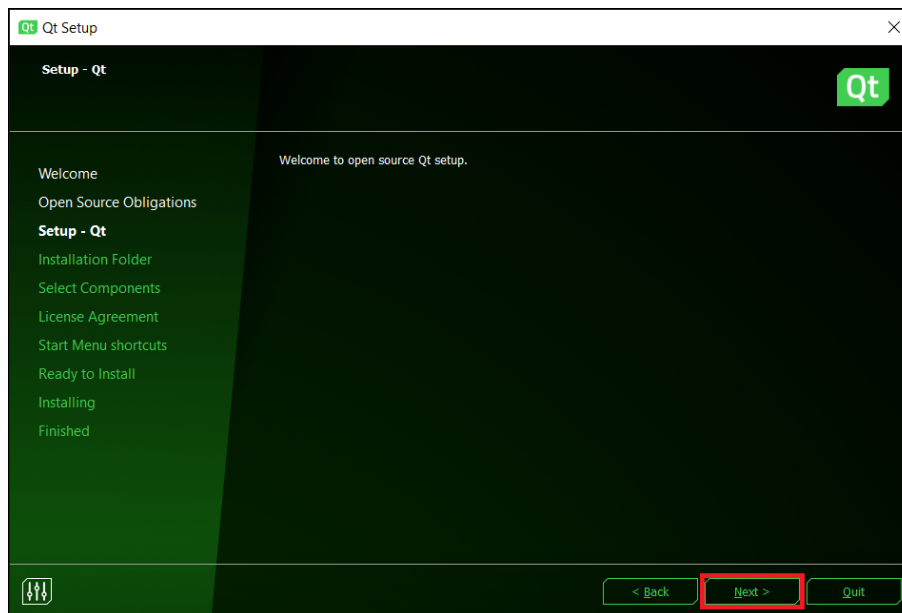 Qt Qt Setup
Setup - Qt
Qt
Welcome to open source Qt setup.
Welcome
Open Source Obligations
Setup - Qt
Installation Folder
Select Components
License Agreement
Start Menu shortcuts
Ready to Install
Installing
Finished
< Back
Next >
Quit